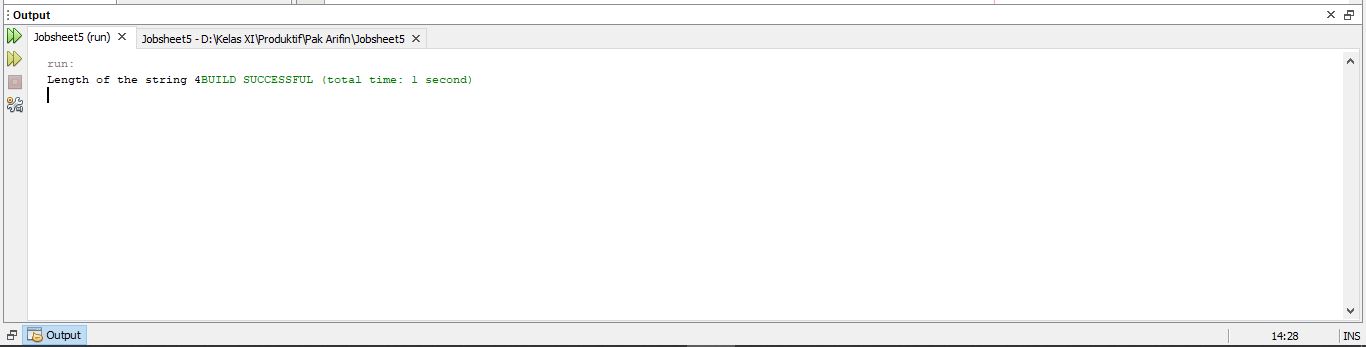 Output
Jobsheet5 (run)
Jobsheet5 - D:\Kelas XI\Produktif\Pak Arifin\Jobsheet5
run:
Length of the string 4BUILD SUCCESSFUL (total time: 1 second)
Output
14:28
INS